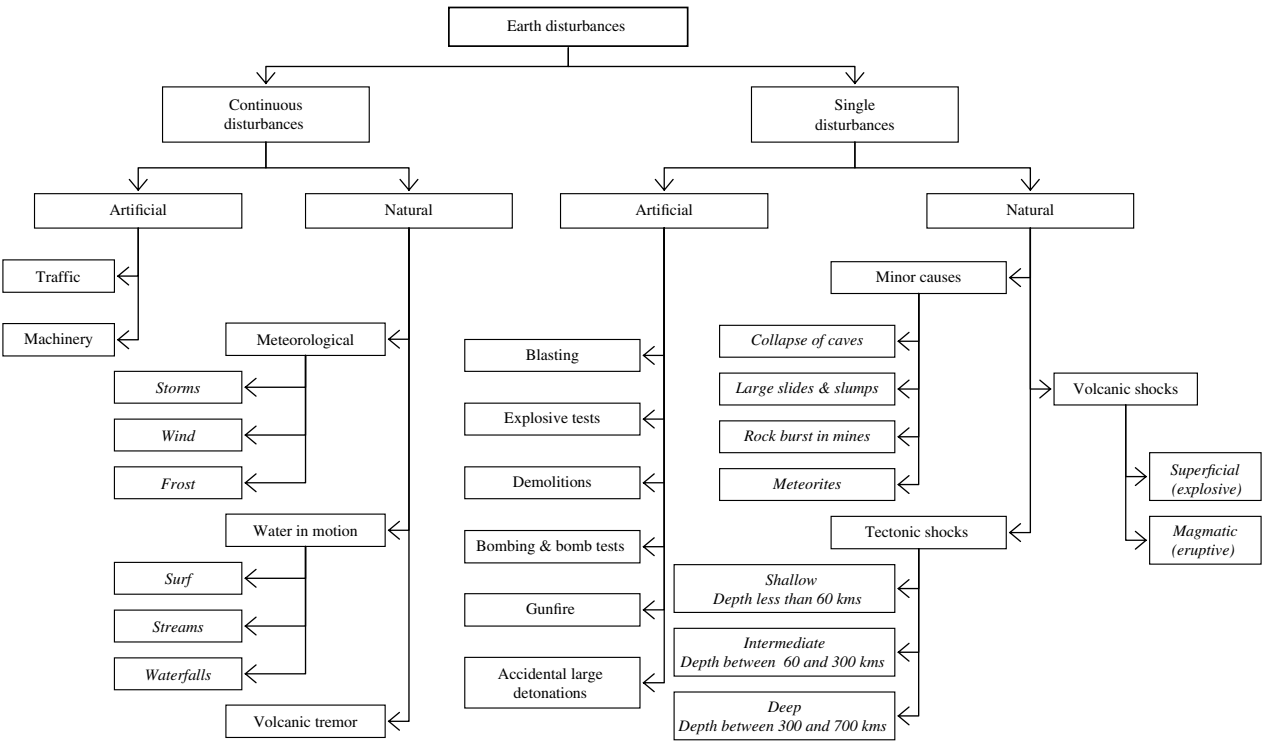 Earth disturbances
Continuous
disturbances
Single
disturbances
Artificial
Natural
Artificial
Natural
Traffic
Machinery
Meteorological
Storms
Wind
Frost
Water in motion
Surf
Streams
Waterfalls
Volcanic tremor
Blasting
Explosive tests
Demolitions
Bombing & bomb tests
Gunfire
Accidental large
detonations
Minor causes
Collapse of caves
Large slides & slumps
Rock burst in mines
Meteorites
Tectonic shocks
Shallow
Depth less than 60 kms
Intermediate
Depth between 60 and 300 kms
Deep
Depth between 300 and 700 kms
Volcanic shocks
Superficial
(explosive)
Magmatic
(eruptive)